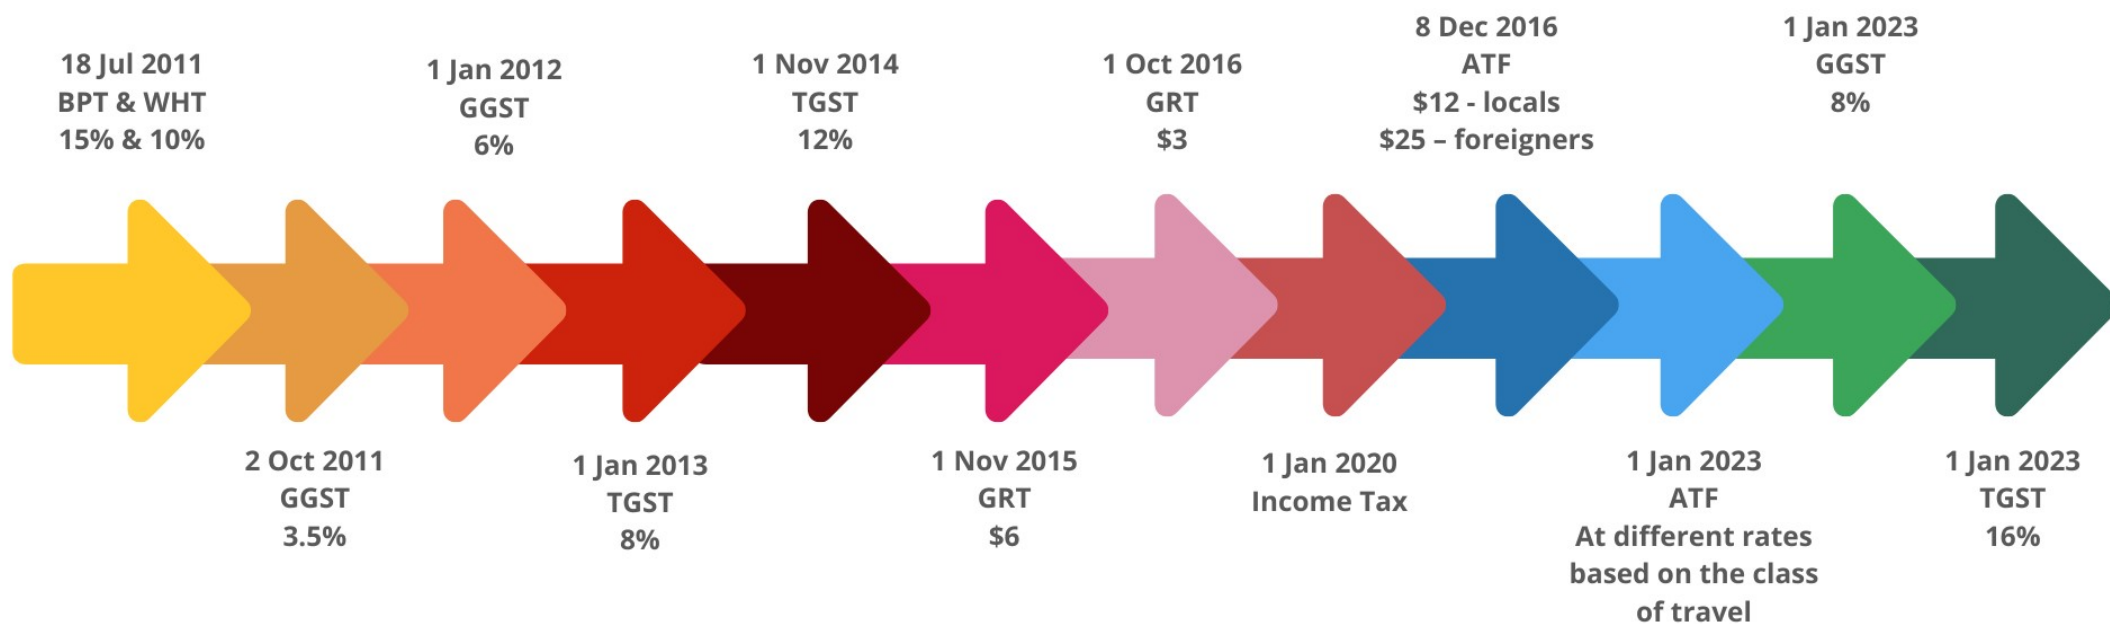 18 Jul 2011
BPT & WHT
15% & 10%
2 Oct 2011
GGST
3.5%
1 Jan 2012
GGST
6%
1 Jan 2013
TGST
8%
1 Nov 2014
TGST
12%
1 Nov 2015
GRT
$6
1 Oct 2016
GRT
$3
1 Jan 2020
Income Tax
8 Dec 2016
ATF
$12 - locals
$25 – foreigners
1 Jan 2023
ATF
At different rates
based on the class
of travel
1 Jan 2023
GGST
8%
1 Jan 2023
TGST
16%